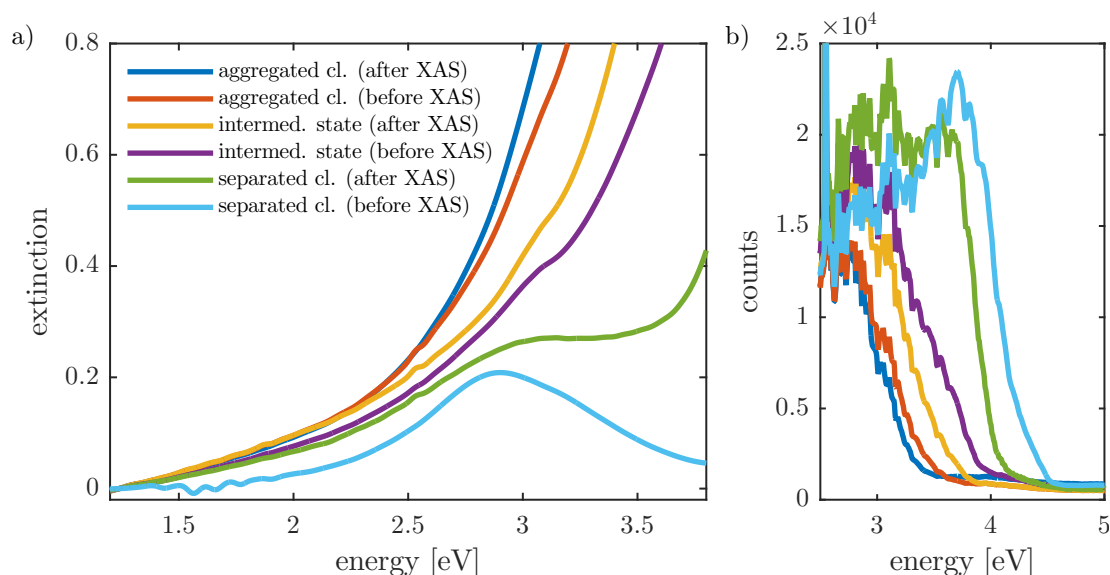 a)
0.8
0.6
0.4
0.2
0
extinction
aggregated cl. (after XAS)
aggregated cl. (before XAS)
intermed. state (after XAS)
intermed. state (before XAS)
separated cl. (after XAS)
separated cl. (before XAS)
1.5
2
2.5
3
3.5
energy [eV]
b)
×10⁴
2.5
2
1.5
1
0.5
0
counts
3
4
5
energy [eV]